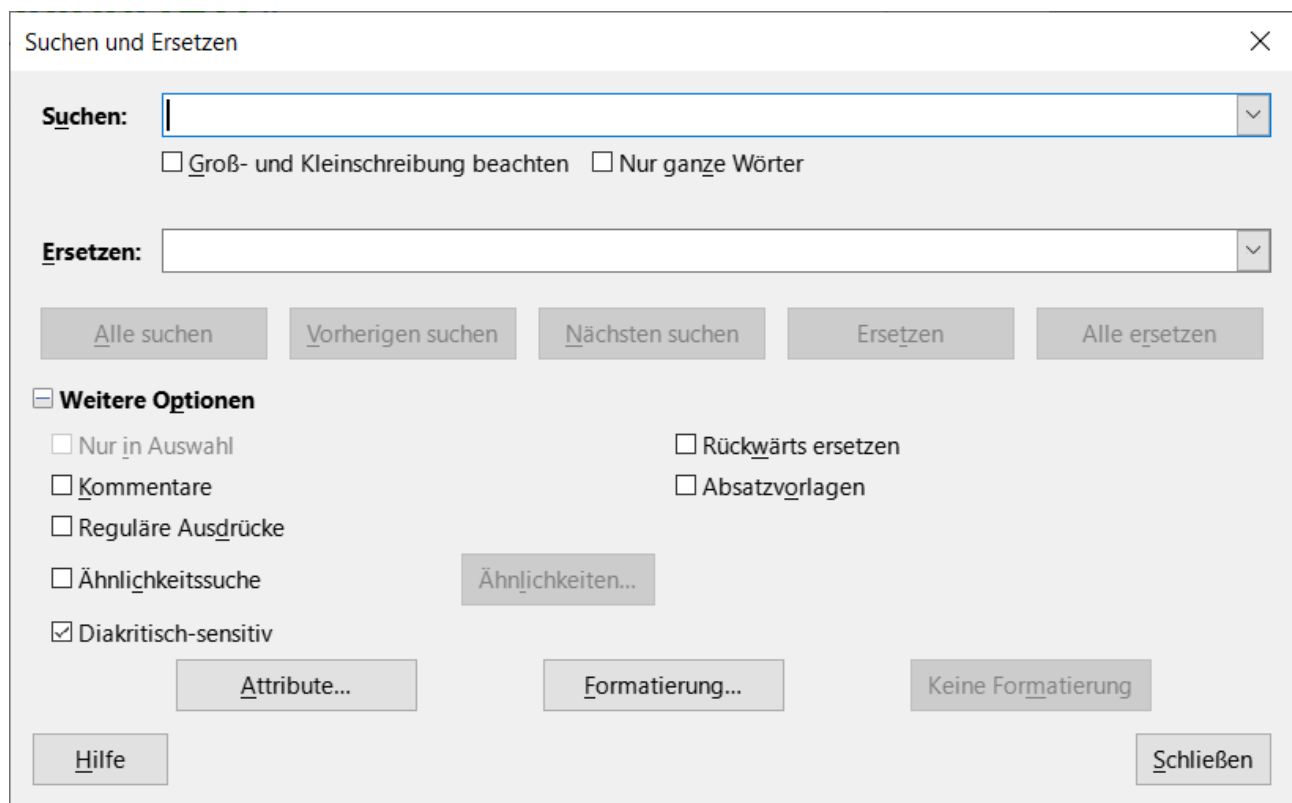 Suchen und Ersetzen
Suchen:
Groß- und Kleinschreibung beachten Nur ganze Wörter
Ersetzen:
Alle suchen Vorherigen suchen Nächsten suchen Ersetzen Alle ersetzen
Weitere Optionen
Nur in Auswahl Rückwärts ersetzen
Kommentare Absatzvorlagen
Reguläre Ausdrücke
Ähnlichkeitssuche Ähnlichkeiten...
Diakritisch-sensitiv
Attribute... Formatierung... Keine Formatierung
Hilfe Schließen